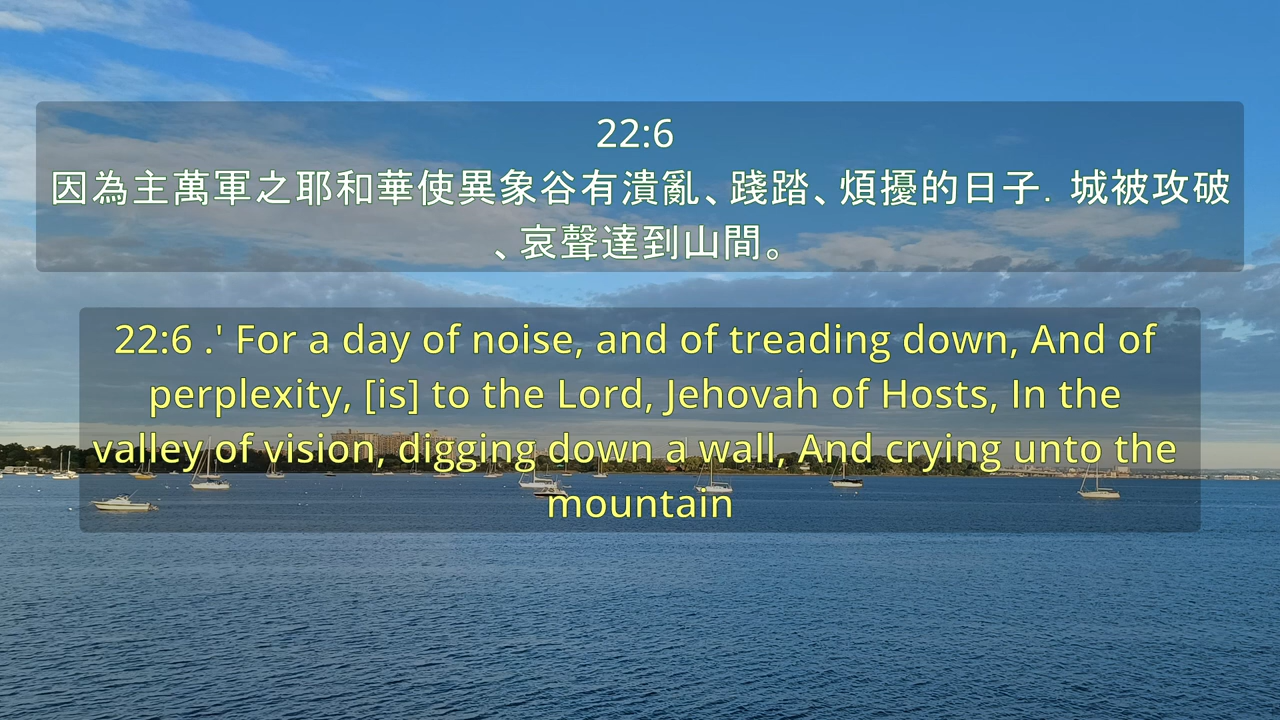 22:6
因為主萬軍之耶和華使異象谷有潰亂、踐踏、煩擾的日子．城被攻破
、哀聲達到山間。
22:6 .' For a day of noise, and of treading down, And of
perplexity, [is] to the Lord, Jehovah of Hosts, In the
valley of vision, digging down a wall, And crying unto the
mountain